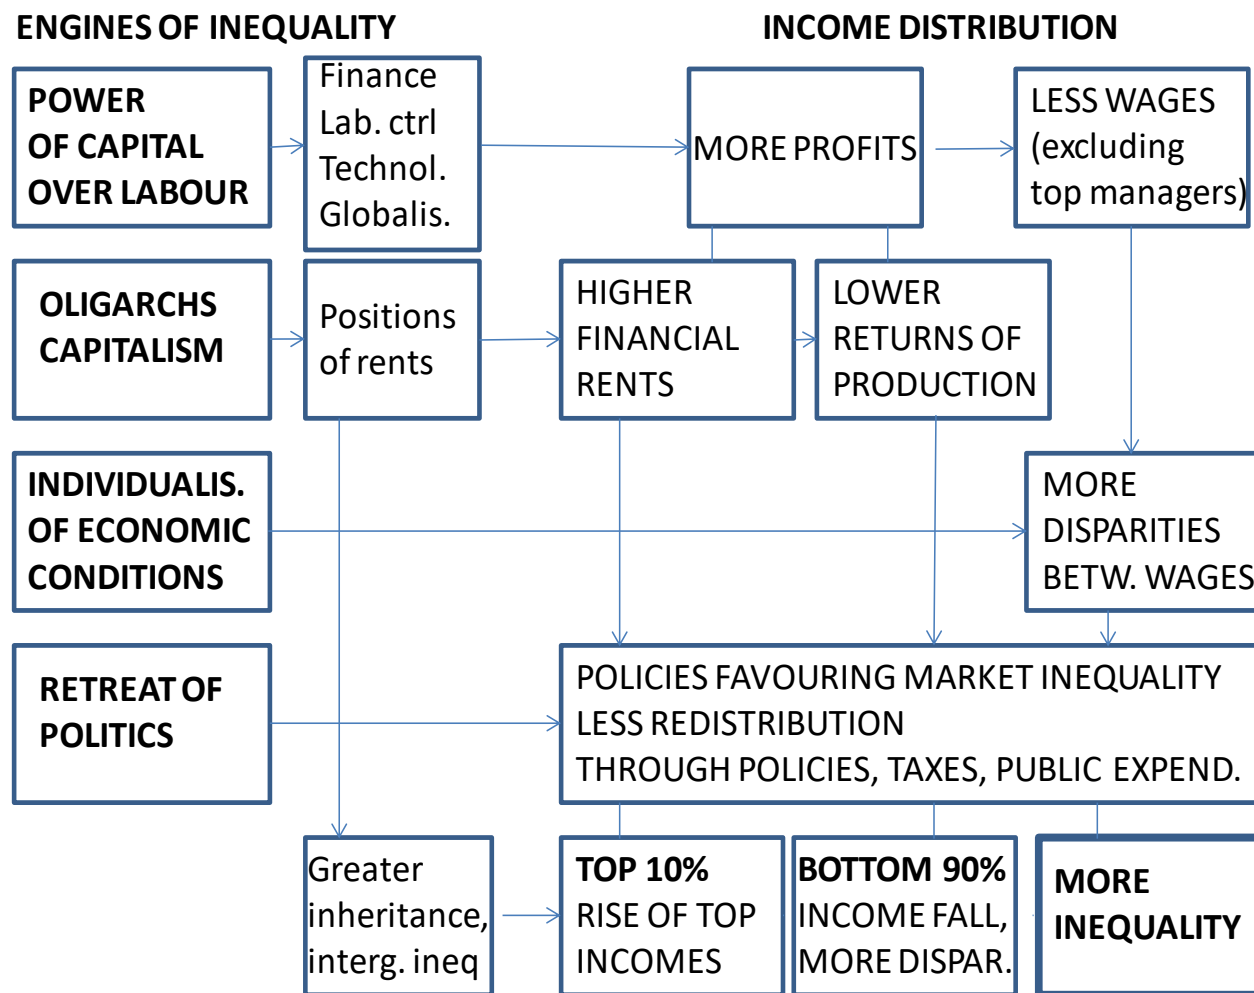 ENGINES OF INEQUALITY
INCOME DISTRIBUTION
POWER
OF CAPITAL
OVER LABOUR
Finance
Lab. ctrl
Technol.
Globalis.
MORE PROFITS
LESS WAGES
(excluding
top managers)
OLIGARCHS
CAPITALISM
Positions
of rents
HIGHER
FINANCIAL
RENTS
LOWER
RETURNS OF
PRODUCTION
INDIVIDUALIS.
OF ECONOMIC
CONDITIONS
MORE
DISPARITIES
BETW. WAGES
RETREAT OF
POLITICS
POLICIES FAVOURING MARKET INEQUALITY
LESS REDISTRIBUTION
THROUGH POLICIES, TAXES, PUBLIC EXPEND.
Greater
inheritance,
interg. ineq
TOP 10%
RISE OF TOP
INCOMES
BOTTOM 90%
INCOME FALL,
MORE DISPAR.
MORE
INEQUALITY